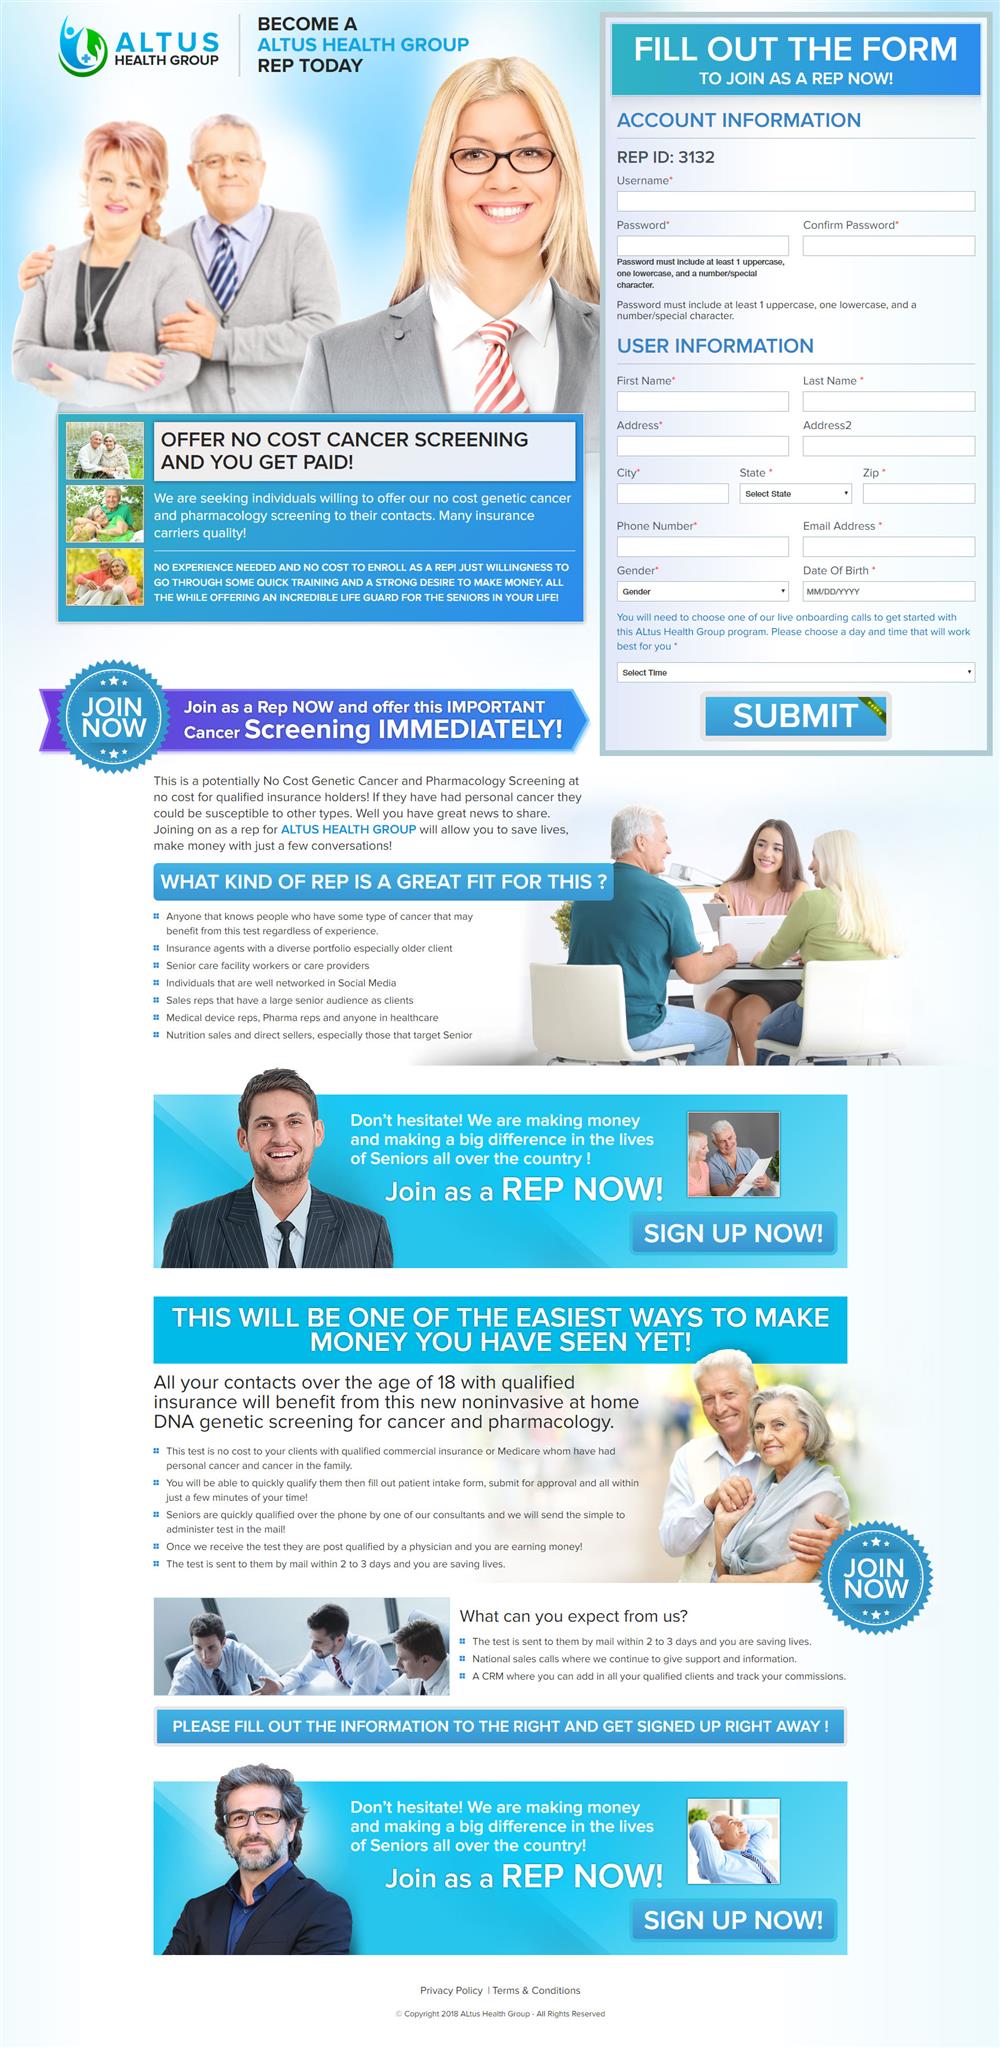 ALTUS
HEALTH GROUP
BECOME A
ALTUS HEALTH GROUP
REP TODAY
OFFER NO COST CANCER SCREENING
AND YOU GET PAID!
We are seeking individuals willing to offer our no cost genetic cancer
and pharmacology screening to their contacts. Many insurance
carriers quality!
NO EXPERIENCE NEEDED AND NO COST TO ENROLL AS A REP! JUST WILLINGNESS TO
GO THROUGH SOME QUICK TRAINING AND A STRONG DESIRE TO MAKE MONEY. ALL
THE WHILE OFFERING AN INCREDIBLE LIFE GUARD FOR THE SENIORS IN YOUR LIFE!
FILL OUT THE FORM
TO JOIN AS A REP NOW!
ACCOUNT INFORMATION
REP ID: 3132
Username*
Password* Confirm Password*
Password must include at least 1 uppercase,
one lowercase, and a number/special
character.
Password must include at least 1 uppercase, one lowercase, and a
number/special character.
USER INFORMATION
First Name* Last Name *
Address* Address2
City* State * Zip *
Select State
Phone Number* Email Address *
Gender* Date Of Birth *
Gender MM/DD/YYYY
You will need to choose one of our live onboarding calls to get started with
this ALtus Health Group program. Please choose a day and time that will work
best for you *
Select Time
SUBMIT
JOIN
NOW
Join as a Rep NOW and offer this IMPORTANT
Cancer Screening IMMEDIATELY!
This is a potentially No Cost Genetic Cancer and Pharmacology Screening at
no cost for qualified insurance holders! If they have had personal cancer they
could be susceptible to other types. Well you have great news to share.
Joining on as a rep for ALTUS HEALTH GROUP will allow you to save lives,
make money with just a few conversations!
WHAT KIND OF REP IS A GREAT FIT FOR THIS ?
Anyone that knows people who have some type of cancer that may
benefit from this test regardless of experience.
Insurance agents with a diverse portfolio especially older client
Senior care facility workers or care providers
Individuals that are well networked in Social Media
Sales reps that have a large senior audience as clients
Medical device reps, Pharma reps and anyone in healthcare
Nutrition sales and direct sellers, especially those that target Senior
Don't hesitate! We are making money
and making a big difference in the lives
of Seniors all over the country !
Join as a REP NOW!
SIGN UP NOW!
THIS WILL BE ONE OF THE EASIEST WAYS TO MAKE
MONEY YOU HAVE SEEN YET!
All your contacts over the age of 18 with qualified
insurance will benefit from this new noninvasive at home
DNA genetic screening for cancer and pharmacology.
This test is no cost to your clients with qualified commercial insurance or Medicare whom have had
personal cancer and cancer in the family.
You will be able to quickly qualify them then fill out patient intake form, submit for approval and all within
just a few minutes of your time!
Seniors are quickly qualified over the phone by one of our consultants and we will send the simple to
administer test in the mail!
Once we receive the test they are post qualified by a physician and you are earning money!
The test is sent to them by mail within 2 to 3 days and you are saving lives.
JOIN
NOW
What can you expect from us?
The test is sent to them by mail within 2 to 3 days and you are saving lives.
National sales calls where we continue to give support and information.
A CRM where you can add in all your qualified clients and track your commissions.
PLEASE FILL OUT THE INFORMATION TO THE RIGHT AND GET SIGNED UP RIGHT AWAY !
Don't hesitate! We are making money
and making a big difference in the lives
of Seniors all over the country!
Join as a REP NOW!
SIGN UP NOW!
Privacy Policy | Terms & Conditions
© Copyright 2018 ALtus Health Group - All Rights Reserved